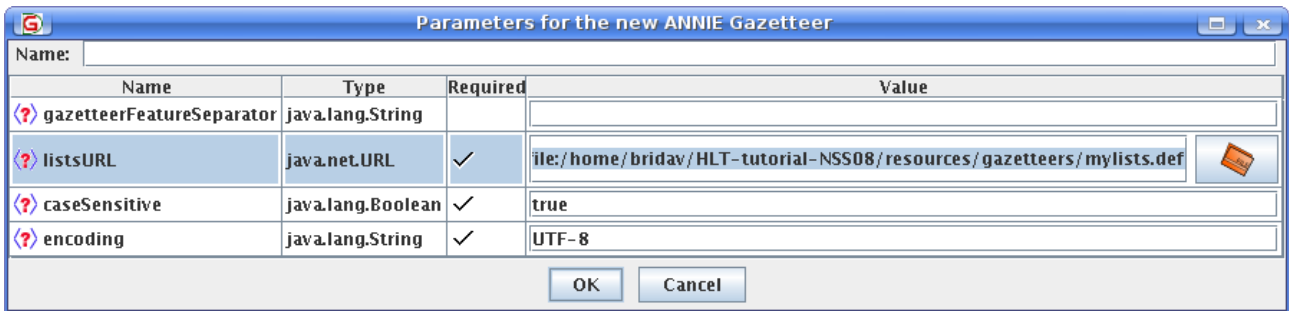 Parameters for the new ANNIE Gazetteer
Name:
Name Type Required Value
gazetteerFeatureSeparator java.lang.String
listsURL java.net.URL ✓ ile:/home/bridav/HLT-tutorial-NSS08/resources/gazetteers/mylists.def
caseSensitive java.lang.Boolean ✓ true
encoding java.lang.String ✓ UTF-8
OK Cancel